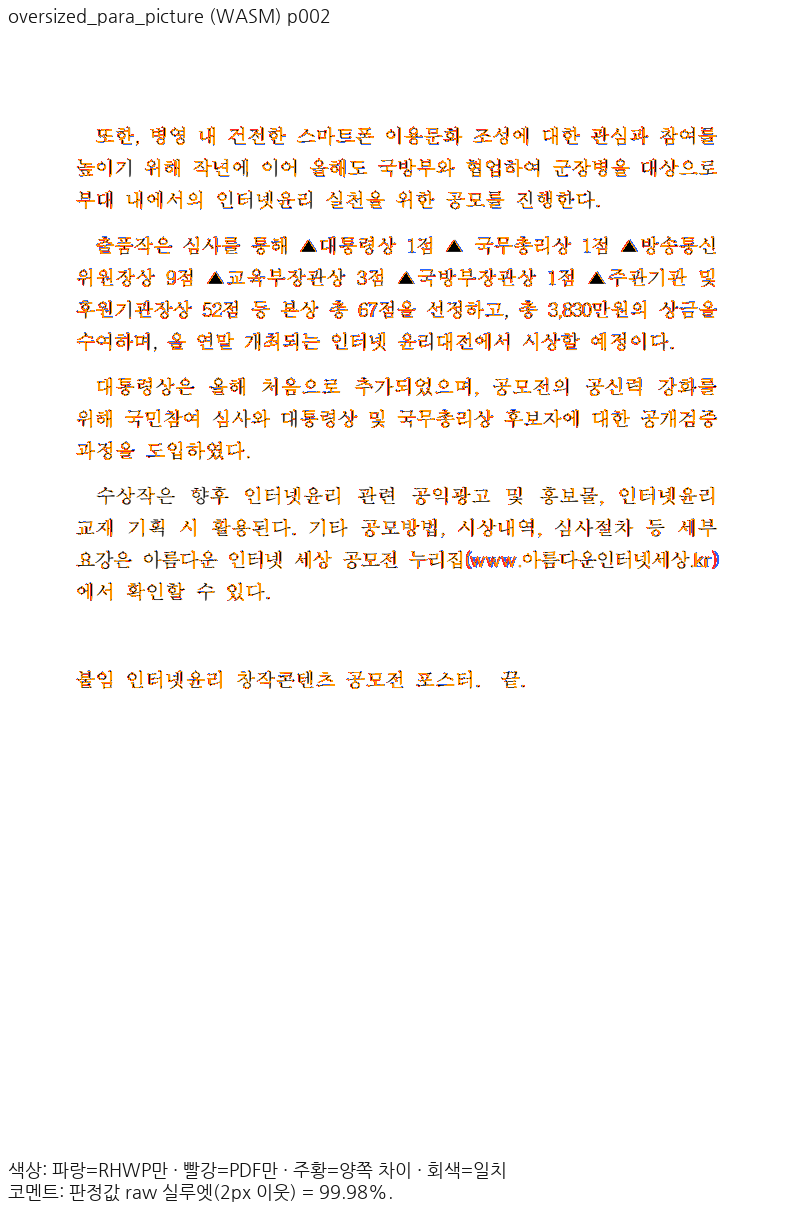 oversized_para_picture (WASM) p002
또한, 병영 내 건전한 스마트폰 이용문화 조성에 대한 관심과 참여를
높이기 위해 작년에 이어 올해도 국방부와 협업하여 군장병을 대상으로
부대 내에서의 인터넷윤리 실천을 위한 공모를 진행한다.
출품작은 심사를 통해 ▲대통령상 1점 ▲ 국무총리상 1점 ▲방송통신
위원장상 9점 ▲교육부장관상 3점 ▲국방부장관상 1점 ▲주관기관 및
후원기관장상 52점 등 본상 총 67점을 선정하고, 총 3,830만원의 상금을
수여하며, 올 연말 개최되는 인터넷 윤리대전에서 시상할 예정이다.
대통령상은 올해 처음으로 추가되었으며, 공모전의 공신력 강화를
위해 국민참여 심사와 대통령상 및 국무총리상 후보자에 대한 공개검증
과정을 도입하였다.
수상작은 향후 인터넷윤리 관련 공익광고 및 홍보물, 인터넷윤리
교재 기획 시 활용된다. 기타 공모방법, 시상내역, 심사절차 등 세부
요강은 아름다운 인터넷 세상 공모전 누리집(www.아름다운인터넷세상.kr)
에서 확인할 수 있다.
붙임 인터넷윤리 창작콘텐츠 공모전 포스터. 끝.
색상: 파랑=RHWP만 · 빨강=PDF만 · 주황=양쪽 차이 · 회색=일치
코멘트: 판정값 raw 실루엣(2px 이웃) = 99.98%.